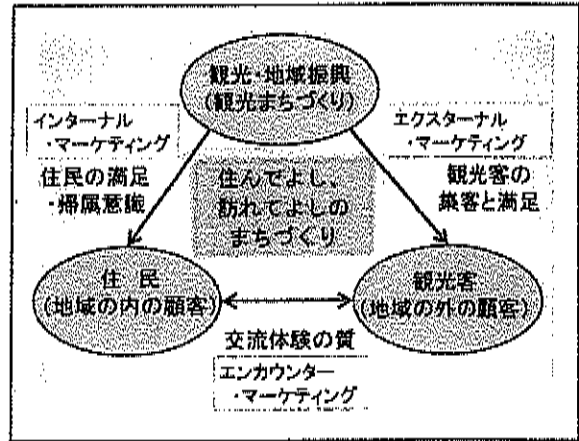 観光・地域振興
(観光まちづくり)
インターナル
・マーケティング
エクスターナル
・マーケティング
住民の満足
・帰属意識
住んでよし、
訪れてよしの
まちづくり
観光客の
集客と満足
住 民
(地域の内の顧客)
観光客
(地域の外の顧客)
交流体験の質
エンカウンター
・マーケティング